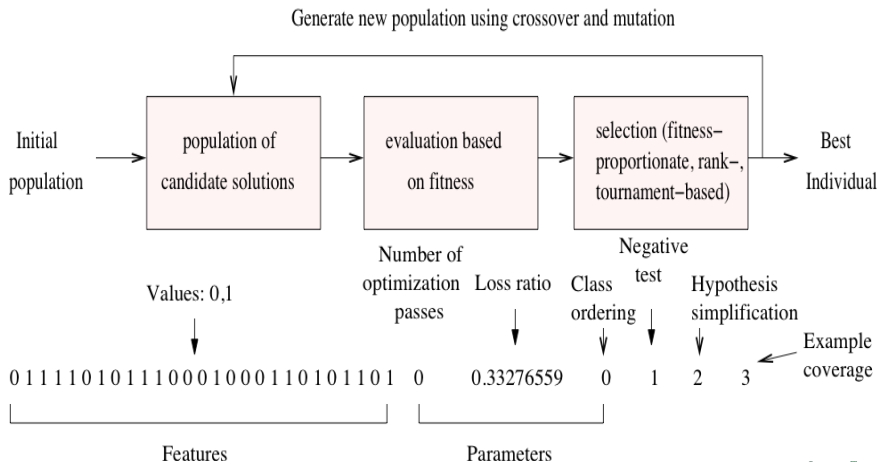 Generate new population using crossover and mutation
Initial
population
population of
candidate solutions
evaluation based
on fitness
selection (fitness–
proportionate, rank–,
tournament–based)
Best
Individual
Values: 0,1
Number of
optimization
passes
Loss ratio
Class
ordering
Negative
test
Hypothesis
simplification
Example
coverage
0 1 1 1 1 0 1 0 1 1 1 0 0 0 1 0 0 0 1 1 0 1 0 1 1 0 1 0 0.33276559 0 1 2 3
Features
Parameters